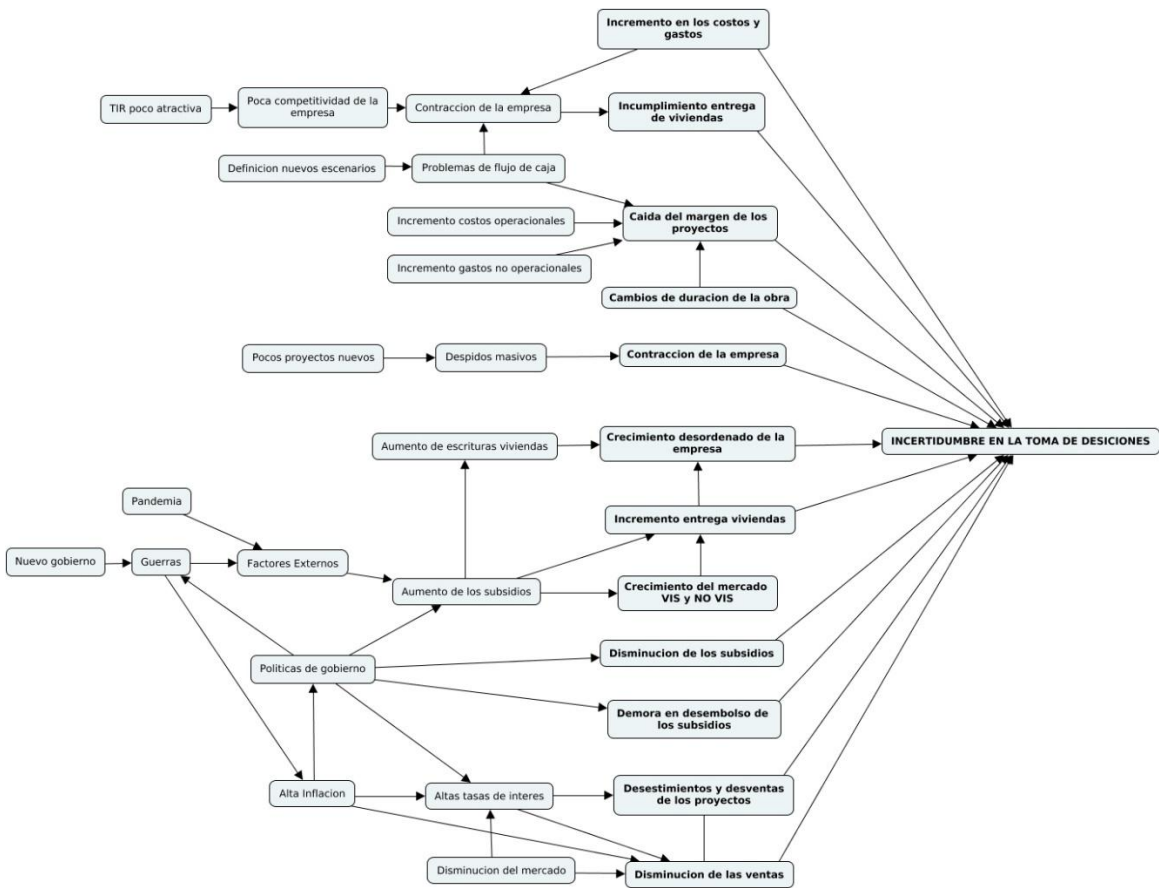 Incremento en los costos y
gastos
TIR poco atractiva
Poca competitividad de la
empresa
Contraccion de la empresa
Incumplimiento entrega
de viviendas
Definicion nuevos escenarios
Problemas de flujo de caja
Incremento costos operacionales
Caida del margen de los
proyectos
Incremento gastos no operacionales
Cambios de duracion de la obra
Pocos proyectos nuevos
Despidos masivos
Contraccion de la empresa
Aumento de escrituras viviendas
Crecimiento desordenado de la
empresa
INCERTIDUMBRE EN LA TOMA DE DESICIONES
Pandemia
Incremento entrega viviendas
Nuevo gobierno
Guerras
Factores Externos
Aumento de los subsidios
Crecimiento del mercado
VIS y NO VIS
Politicas de gobierno
Disminucion de los subsidios
Demora en desembolso de
los subsidios
Alta Inflacion
Altas tasas de interes
Desestimientos y desventas
de los proyectos
Disminucion del mercado
Disminucion de las ventas